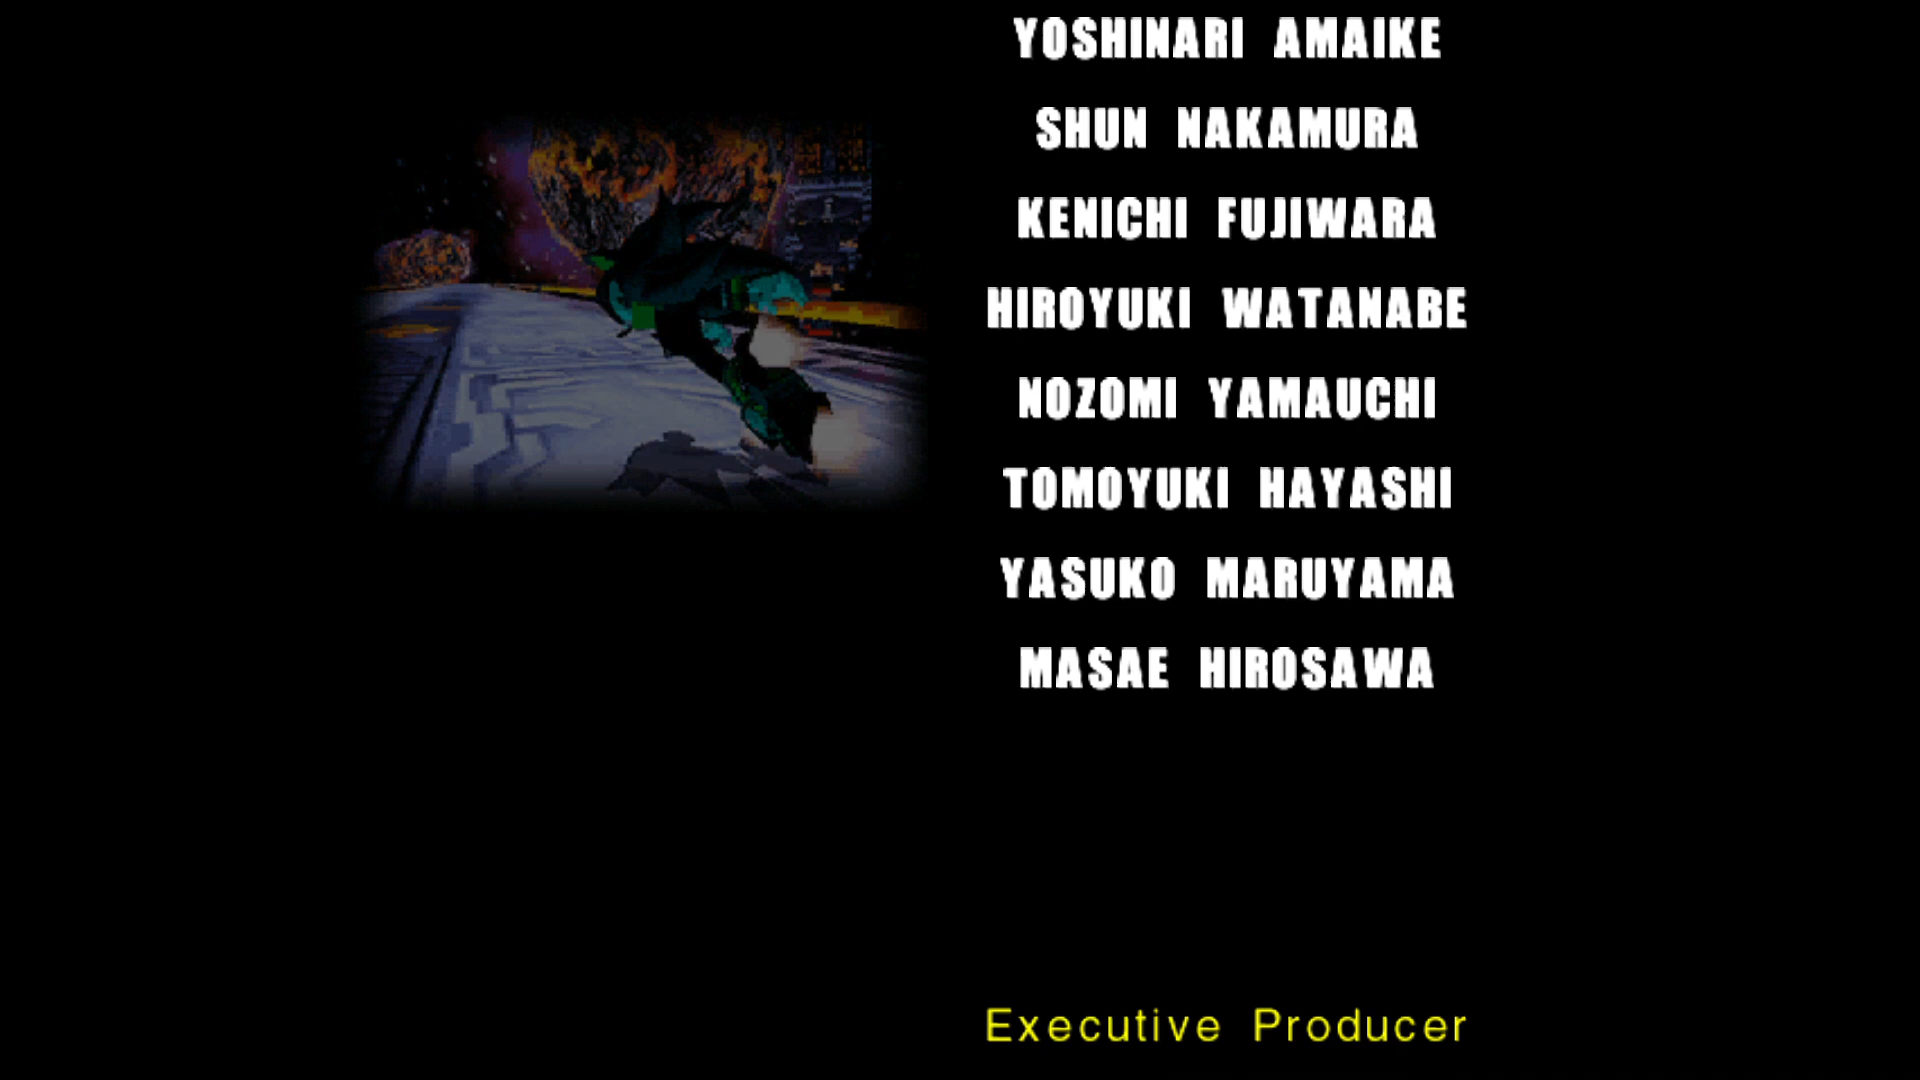 YOSHINARI AMAIKE
SHUN NAKAMURA
KENICHI FUJIWARA
HIROYUKI WATANABE
NOZOMI YAMAUCHI
TOMOYUKI HAYASHI
YASUKO MARUYAMA
MASAE HIROSAWA
Executive Producer